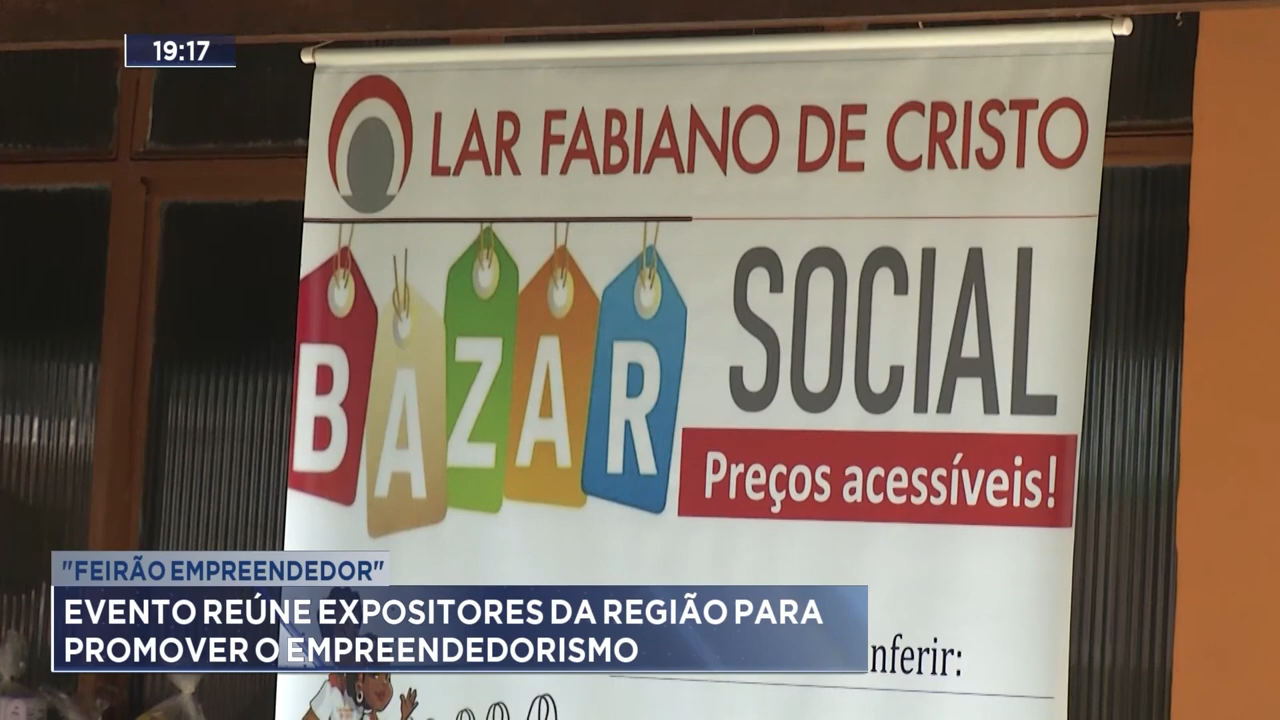 19:17
LAR FABIANO DE CRISTO
BAZAR
SOCIAL
Preços acessíveis!
"FEIRÃO EMPREENDEDOR"
EVENTO REÚNE EXPOSITORES DA REGIÃO PARA
PROMOVER O EMPREENDEDORISMO
nferir: